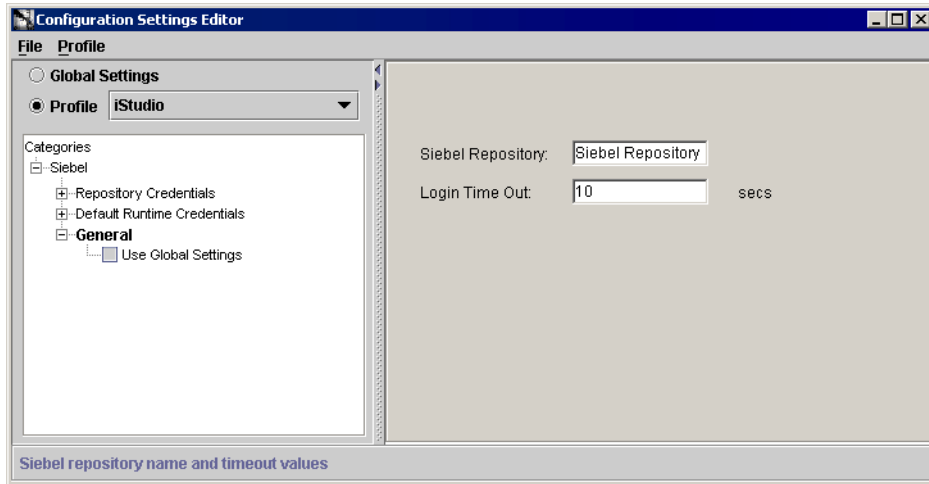 Configuration Settings Editor
File Profile
Global Settings
Profile iStudio
Categories
Siebel
Repository Credentials
Default Runtime Credentials
General
Use Global Settings
Siebel Repository: Siebel Repository
Login Time Out: 10 secs
Siebel repository name and timeout values